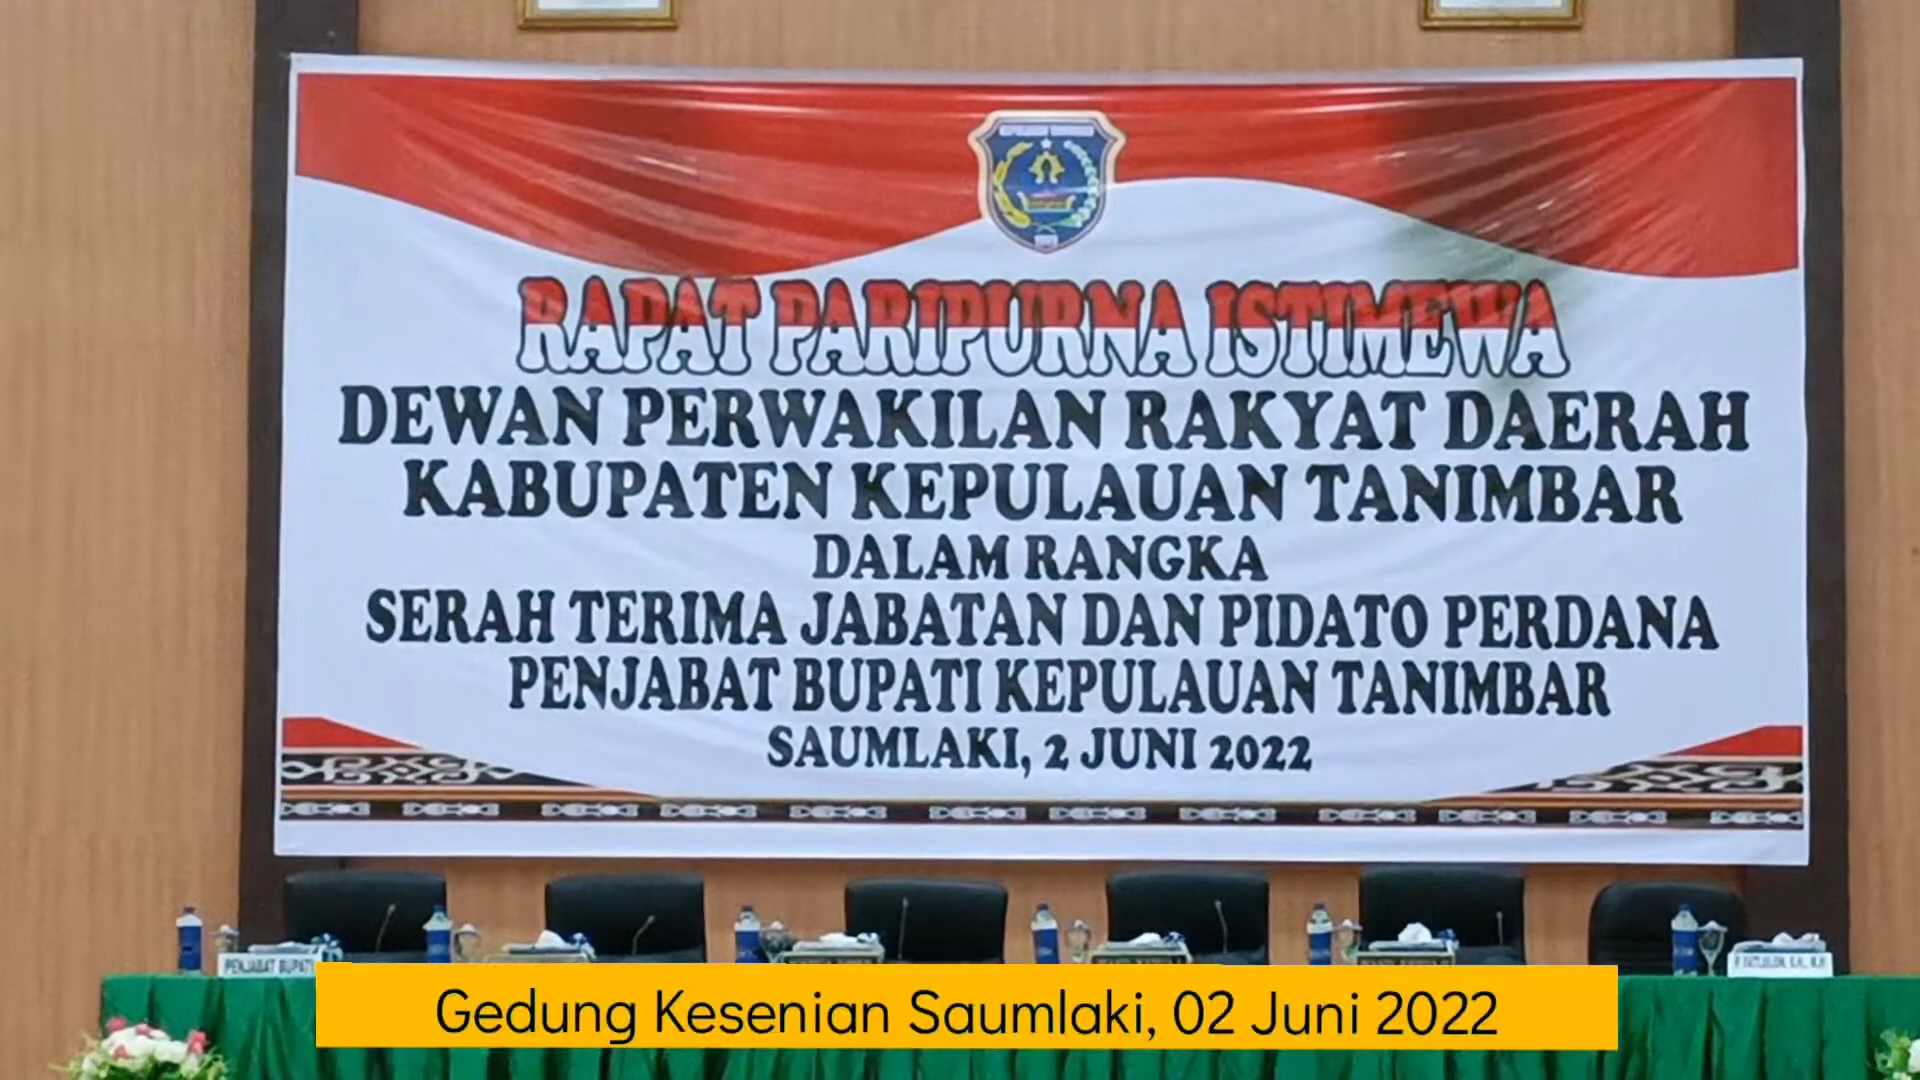 RAPAT PARIPURNA ISTIMEWA
DEWAN PERWAKILAN RAKYAT DAERAH
KABUPATEN KEPULAUAN TANIMBAR
DALAM RANGKA
SERAH TERIMA JABATAN DAN PIDATO PERDANA
PENJABAT BUPATI KEPULAUAN TANIMBAR
SAUMLAKI, 2 JUNI 2022
PENJABAT BUPATI
Gedung Kesenian Saumlaki, 02 Juni 2022